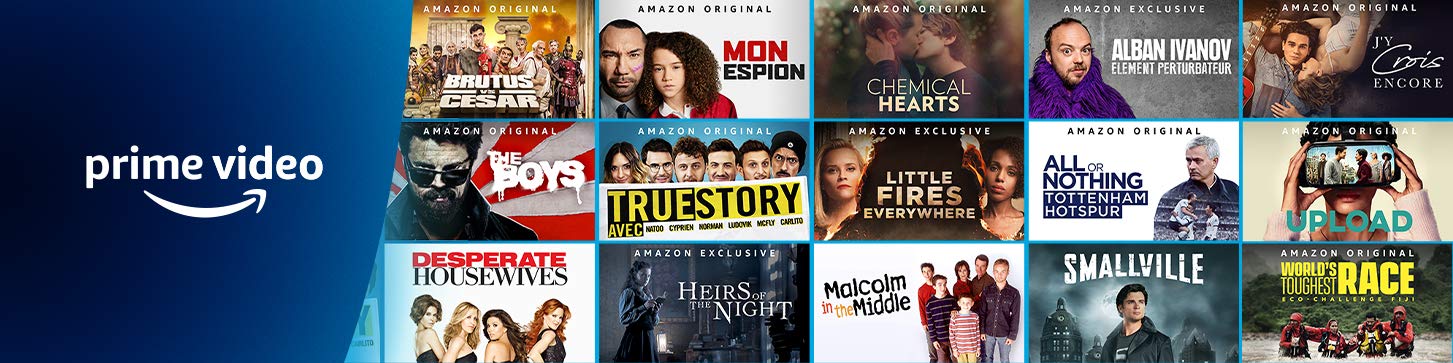 prime video
AMAZON ORIGINAL
BRUTUS
VS
CESAR
AMAZON ORIGINAL
MON
ESPION
AMAZON ORIGINAL
CHEMICAL
HEARTS
AMAZON EXCLUSIVE
ALBAN IVANOV
ELEMENT PERTURBATEUR
AMAZON ORIGINAL
J'Y
Crois
ENCORE
AMAZON ORIGINAL
THE
BOYS
AMAZON ORIGINAL
TRUESTORY
AVEC NATOO CYPRIEN NORMAN LUDOVIK MCFLY CARLITO
AMAZON EXCLUSIVE
LITTLE
FIRES
EVERYWHERE
AMAZON ORIGINAL
ALL OR
NOTHING
TOTTENHAM
HOTSPUR
AMAZON ORIGINAL
UPLOAD
CARLITO
DESPERATE
HOUSEWIVES
AMAZON EXCLUSIVE
HEIRS OF
THE NIGHT
Malcolm
in the Middle
SMALLVILLE
AMAZON ORIGINAL
WORLD'S
TOUGHEST RACE
ECO-CHALLENGE FIJI